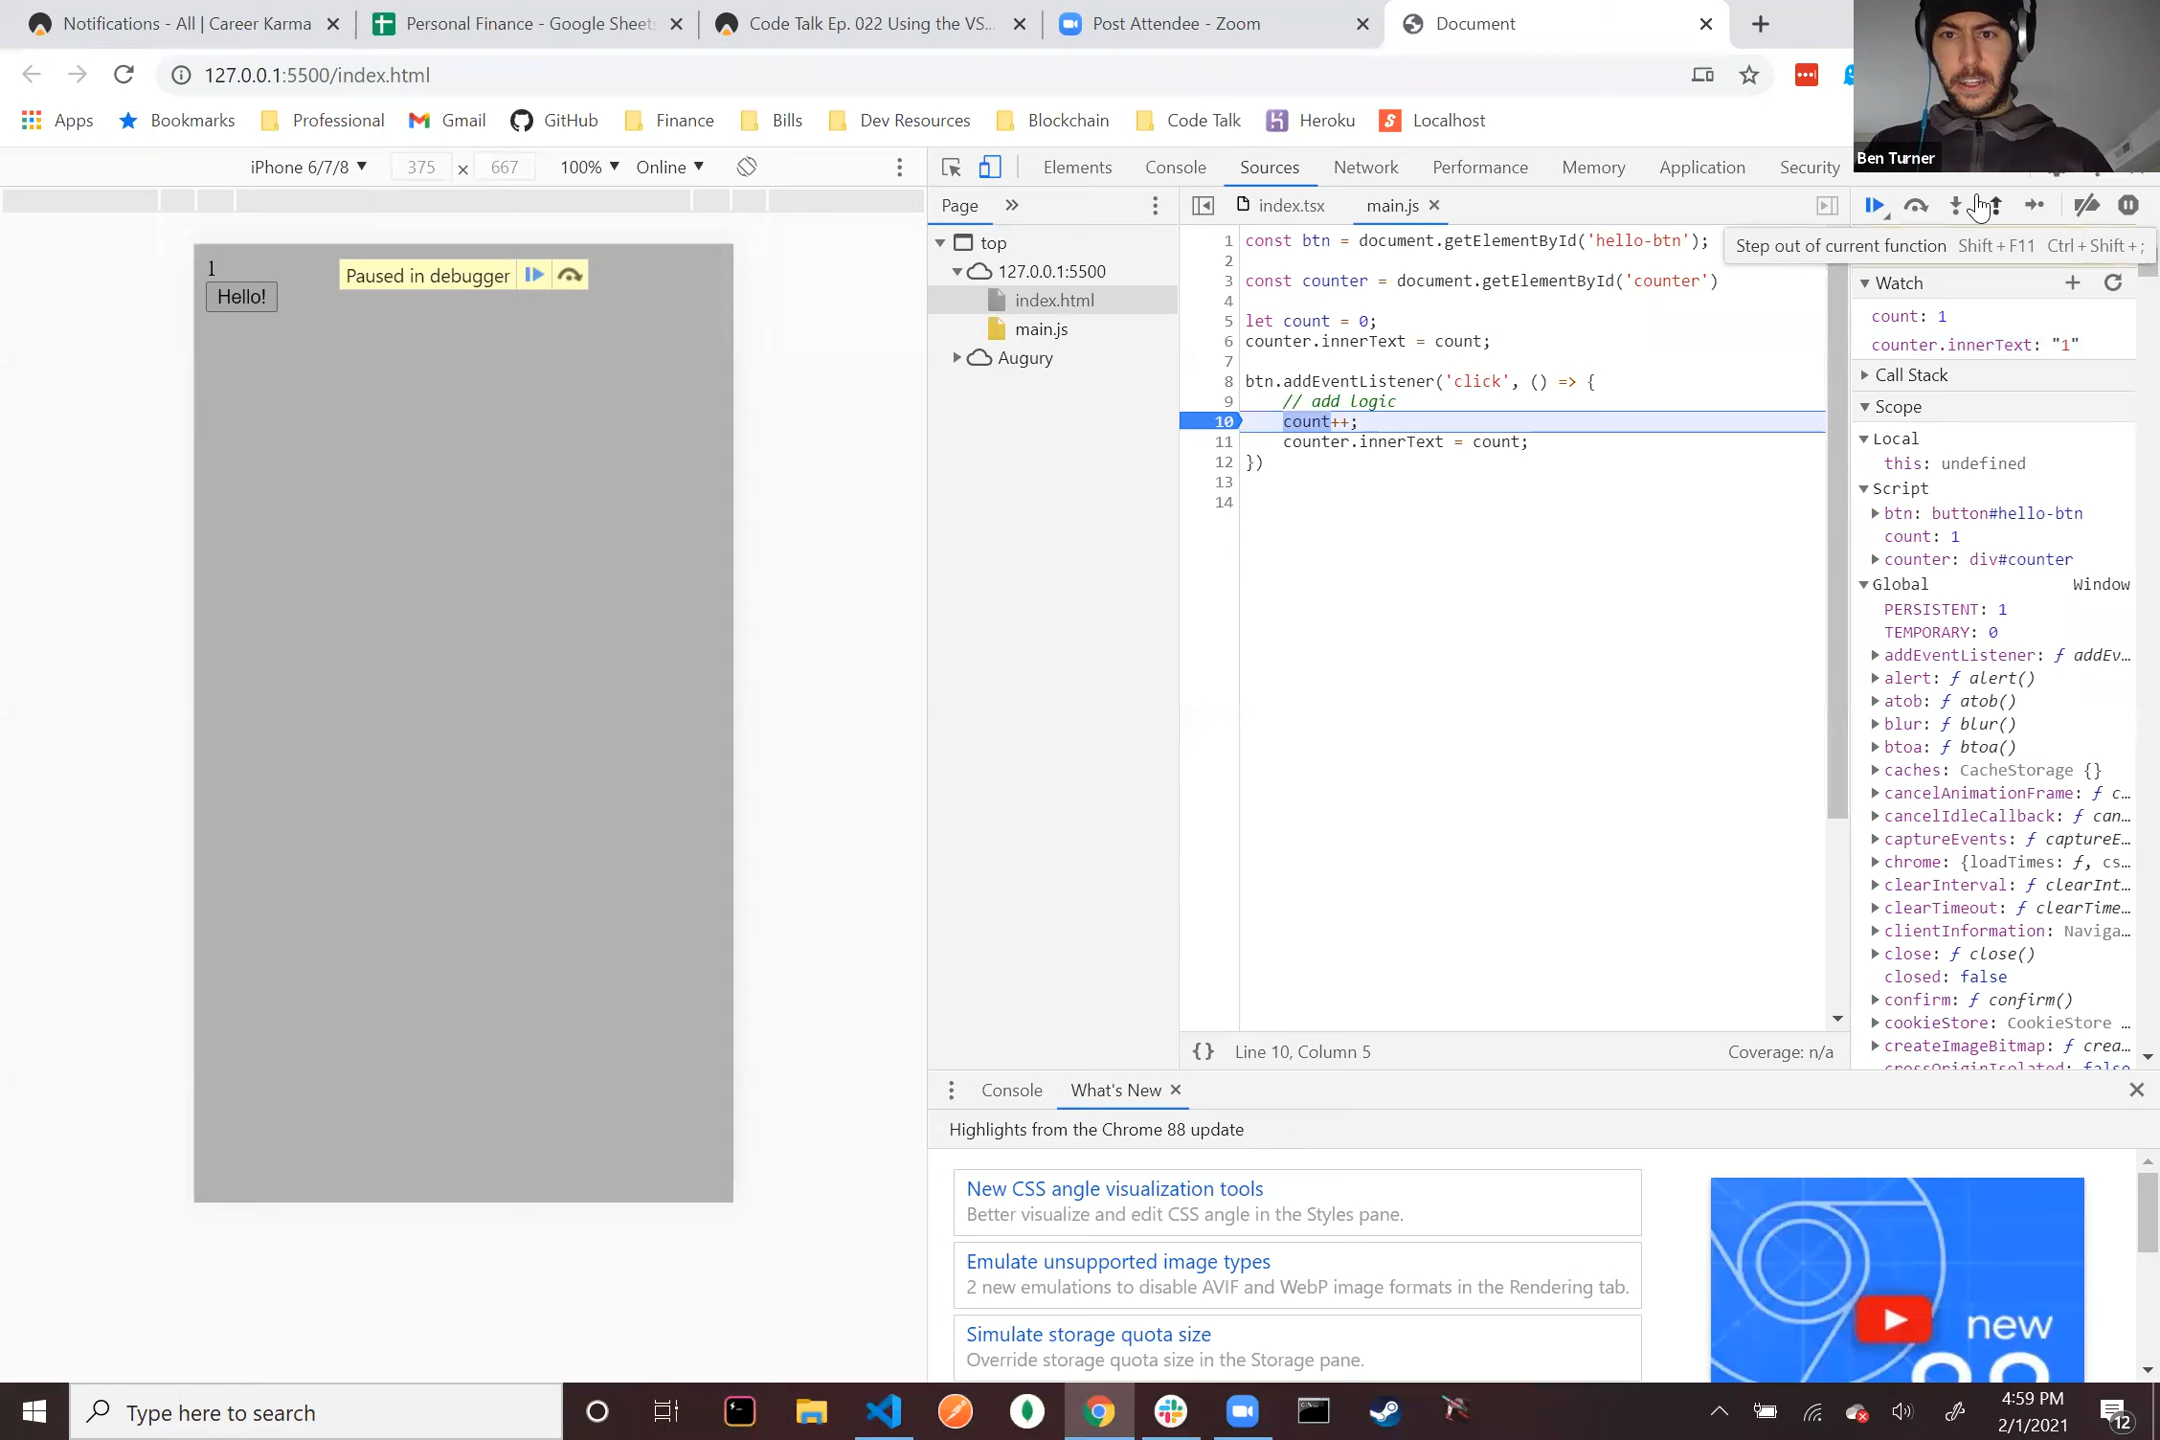 Notifications - All | Career Karma
Personal Finance - Google Sheets
Code Talk Ep. 022 Using the VS...
Post Attendee - Zoom
Document
127.0.0.1:5500/index.html
Apps
Bookmarks
Professional
Gmail
GitHub
Finance
Bills
Dev Resources
Blockchain
Code Talk
Heroku
Localhost
Ben Turner
iPhone 6/7/8 ▼
375 × 667
100% ▼
Online ▼
Elements
Console
Sources
Network
Performance
Memory
Application
Security
Page
index.tsx
main.js
top
127.0.0.1:5500
index.html
main.js
Augury
1
Hello!
Paused in debugger
1 const btn = document.getElementById('hello-btn');
2
3 const counter = document.getElementById('counter')
4
5 let count = 0;
6 counter.innerText = count;
7
8 btn.addEventListener('click', () => {
9 // add logic
10 count++;
11 counter.innerText = count;
12 })
13
14
{} Line 10, Column 5
Coverage: n/a
Step out of current function Shift + F11 Ctrl + Shift + ;
Watch
count: 1
counter.innerText: "1"
Call Stack
Scope
Local
this: undefined
Script
btn: button#hello-btn
count: 1
counter: div#counter
Global Window
PERSISTENT: 1
TEMPORARY: 0
addEventListener: ƒ addEv…
alert: ƒ alert()
atob: ƒ atob()
blur: ƒ blur()
btoa: ƒ btoa()
caches: CacheStorage {}
cancelAnimationFrame: ƒ c…
cancelIdleCallback: ƒ can…
captureEvents: ƒ captureE…
chrome: {loadTimes: ƒ, cs…
clearInterval: ƒ clearInt…
clearTimeout: ƒ clearTime…
clientInformation: Naviga…
close: ƒ close()
closed: false
confirm: ƒ confirm()
cookieStore: CookieStore …
createImageBitmap: ƒ crea…
crossOriginIsolated: false
Console
What's New
Highlights from the Chrome 88 update
New CSS angle visualization tools
Better visualize and edit CSS angle in the Styles pane.
Emulate unsupported image types
2 new emulations to disable AVIF and WebP image formats in the Rendering tab.
Simulate storage quota size
Override storage quota size in the Storage pane.
new
Type here to search
4:59 PM
2/1/2021
12